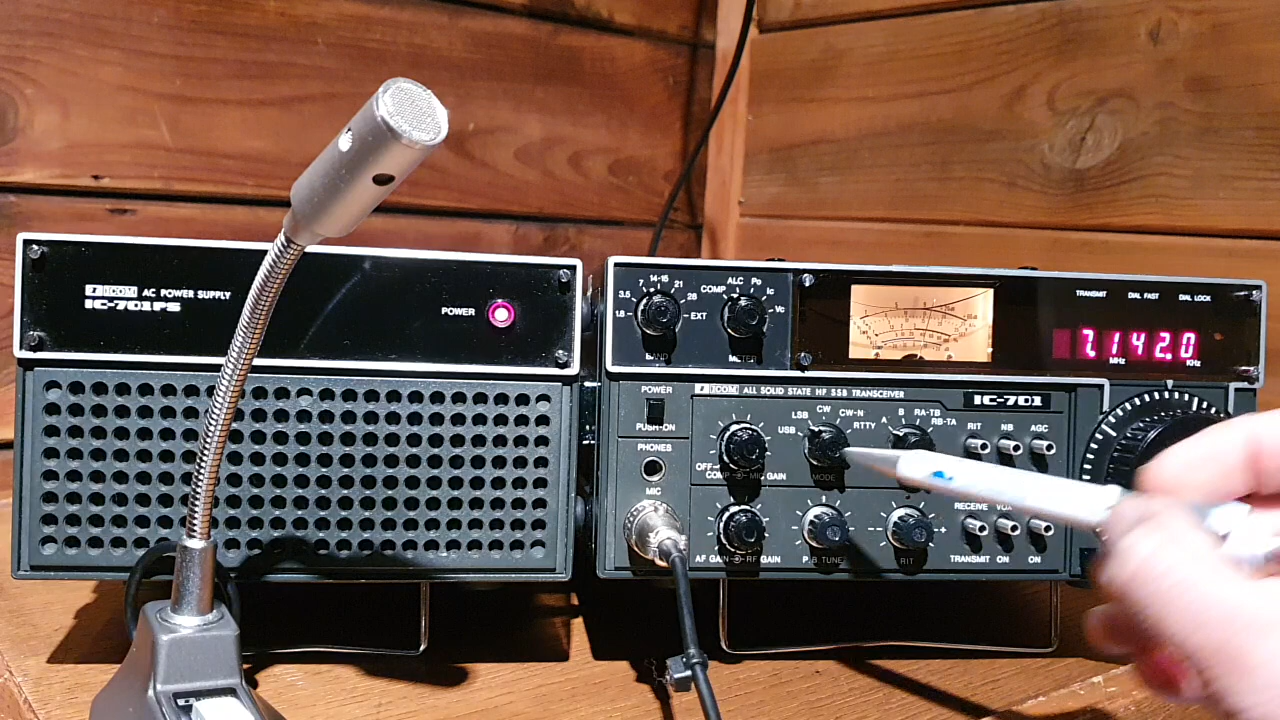 ICOM AC POWER SUPPLY
IC-701PS
POWER
1.8 3.5 7 14-15 21 28 EXT
BAND
COMP ALC Po Ic Vc
METER
TRANSMIT DIAL FAST DIAL LOCK
7.142.0
MHz KHz
POWER
PUSH-ON
ICOM ALL SOLID STATE HF SSB TRANSCEIVER
IC-701
PHONES
MIC
OFF
COMP MIC GAIN
USB LSB CW CW-N RTTY
MODE
A B RA-TB
RB-TA
RIT NB AGC
AF GAIN RF GAIN
P.B.TUNE
- +
RIT
RECEIVE VOX
TRANSMIT ON ON